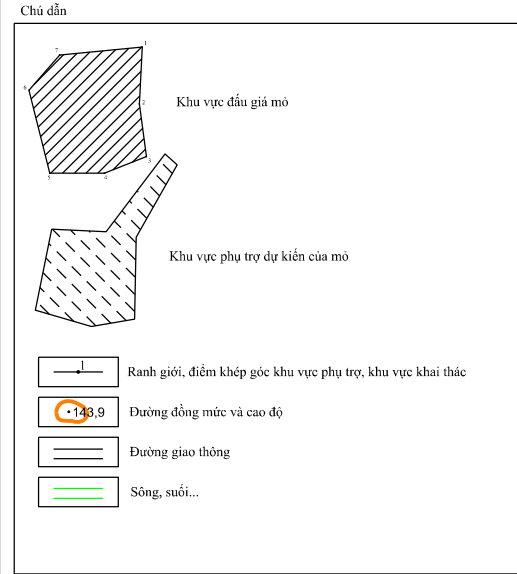 Chú dẫn
1
7
6
2
Khu vực đấu giá mỏ
3
5
4
Khu vực phụ trợ dự kiến của mỏ
1
Ranh giới, điểm khép góc khu vực phụ trợ, khu vực khai thác
143,9
Đường đồng mức và cao độ
Đường giao thông
Sông, suối...